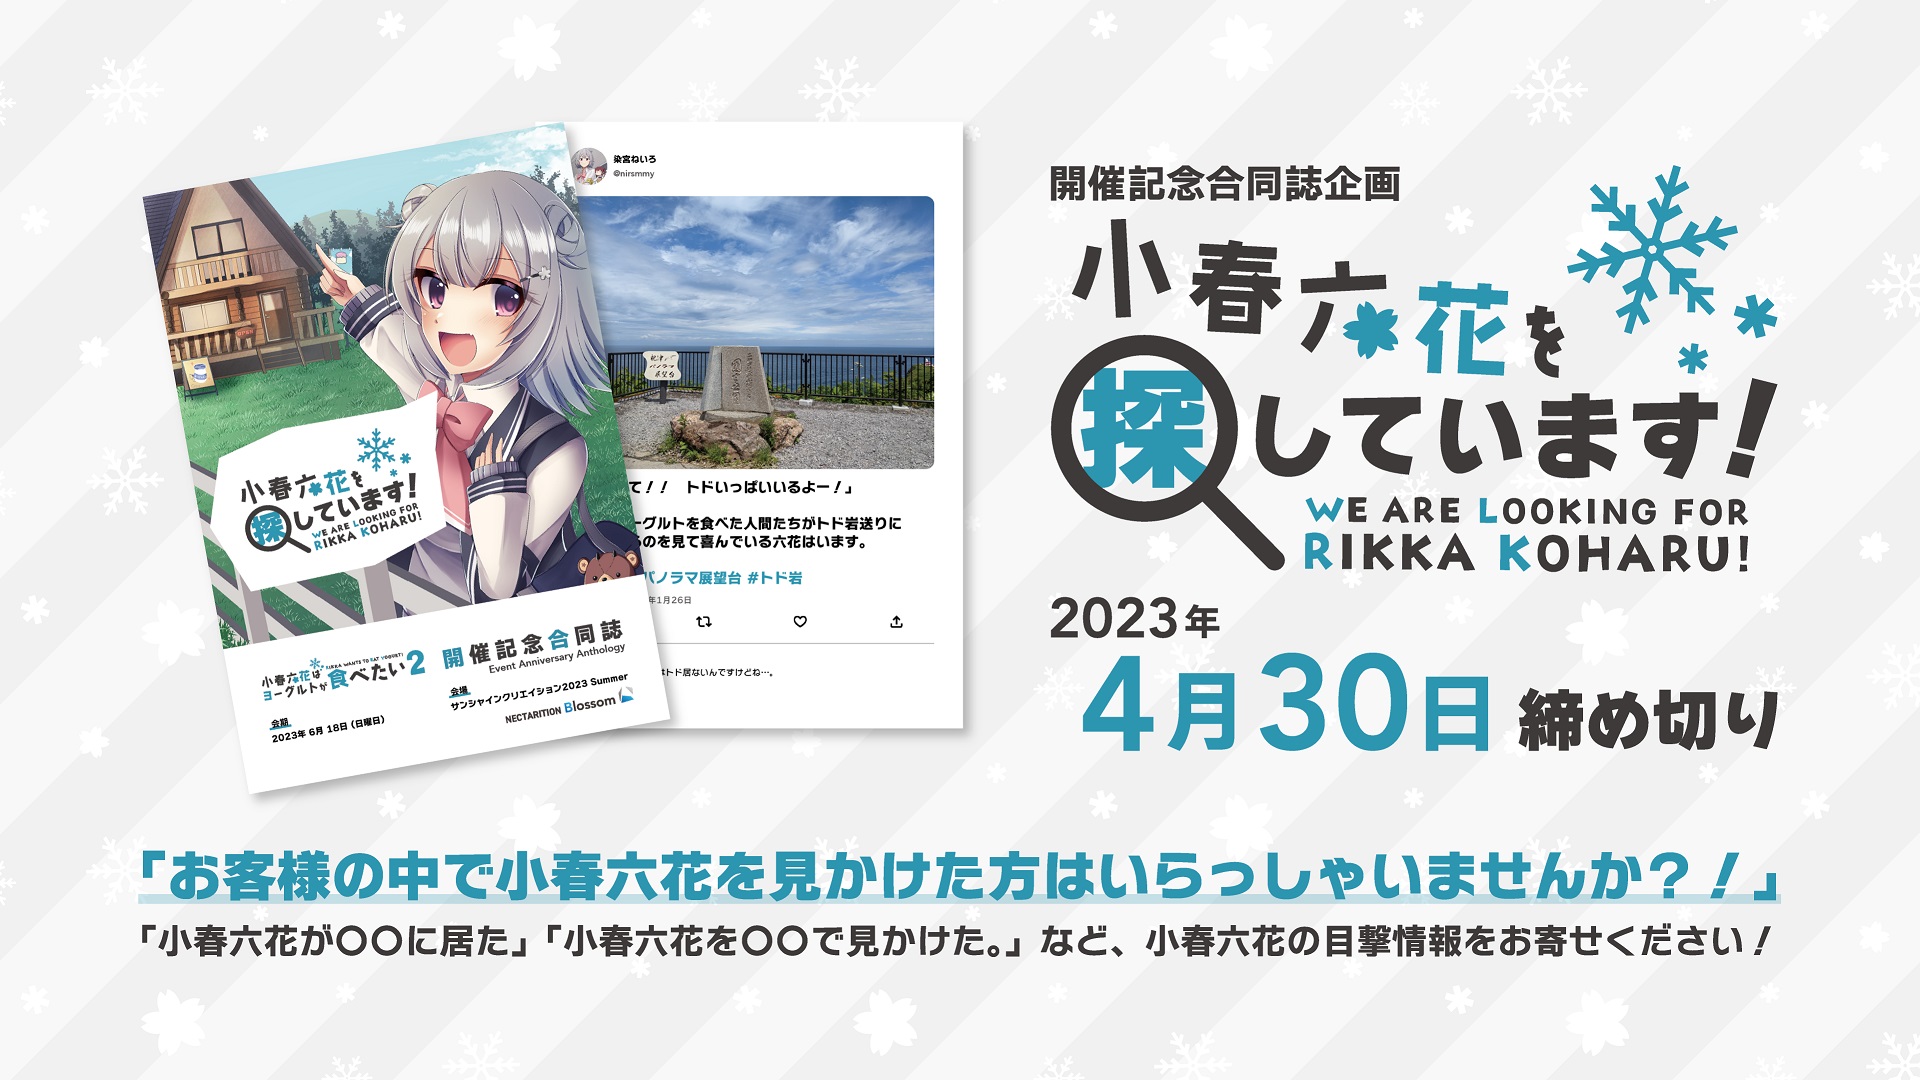 染宮ねいろ
@nirsmmy
て！！　トドいっぱいいるよー！」
ーグルトを食べた人間たちがトド岩送りに
るのを見て喜んでいる六花はいます。
パノラマ展望台 #トド岩
年1月26日
トド居ないんですけどね…。
小春六花を
探しています!
WE ARE LOOKING FOR
RIKKA KOHARU!
小春六花は
ヨーグルトが食べたい2
RIKKA WANTS TO EAT YOGURT!
開催記念合同誌
Event Anniversary Anthology
会期
2023年 6月 18日（日曜日）
会場
サンシャインクリエイション2023 Summer
NECTARITION Blossom
開催記念合同誌企画
小春六花を
探しています!
WE ARE LOOKING FOR
RIKKA KOHARU!
2023年
4月30日 締め切り
「お客様の中で小春六花を見かけた方はいらっしゃいませんか？！」
「小春六花が〇〇に居た」「小春六花を〇〇で見かけた。」など、小春六花の目撃情報をお寄せください！